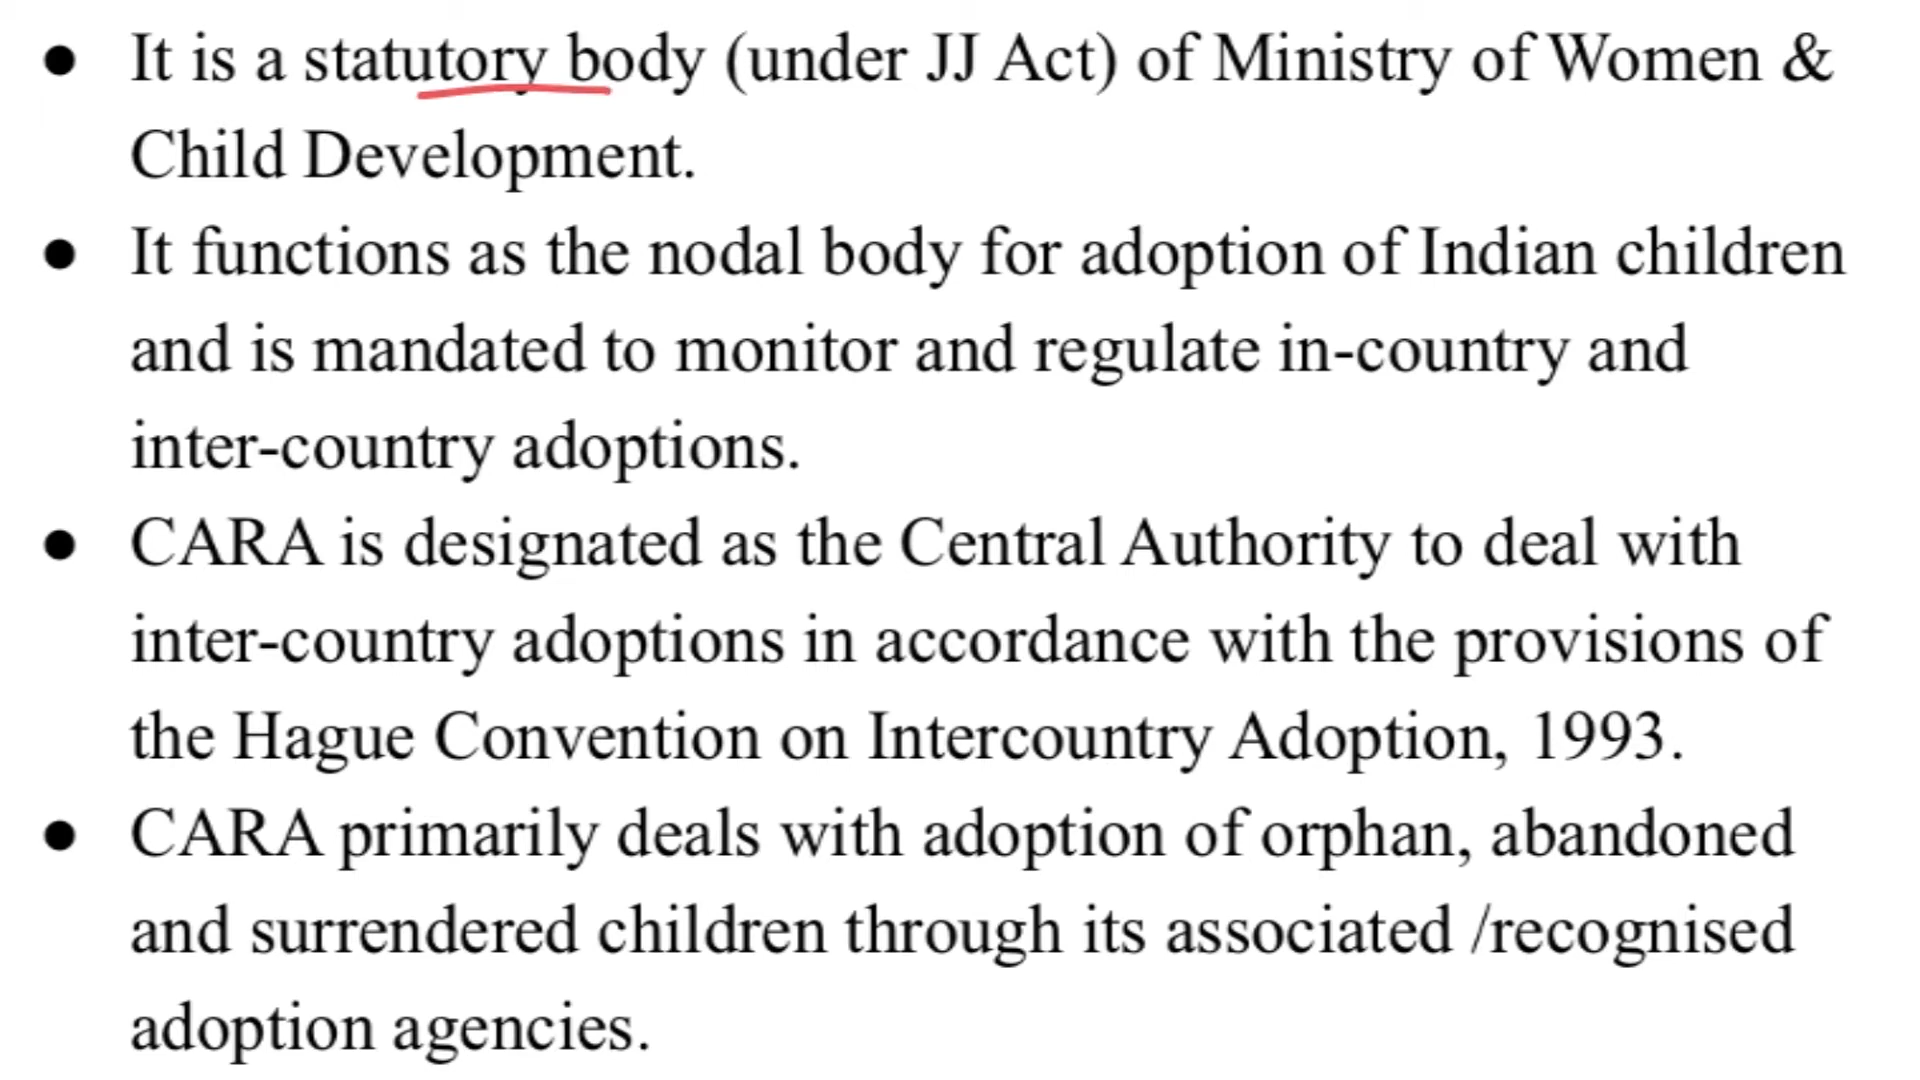 ● It is a statutory body (under JJ Act) of Ministry of Women &
Child Development.
● It functions as the nodal body for adoption of Indian children
and is mandated to monitor and regulate in-country and
inter-country adoptions.
● CARA is designated as the Central Authority to deal with
inter-country adoptions in accordance with the provisions of
the Hague Convention on Intercountry Adoption, 1993.
● CARA primarily deals with adoption of orphan, abandoned
and surrendered children through its associated /recognised
adoption agencies.